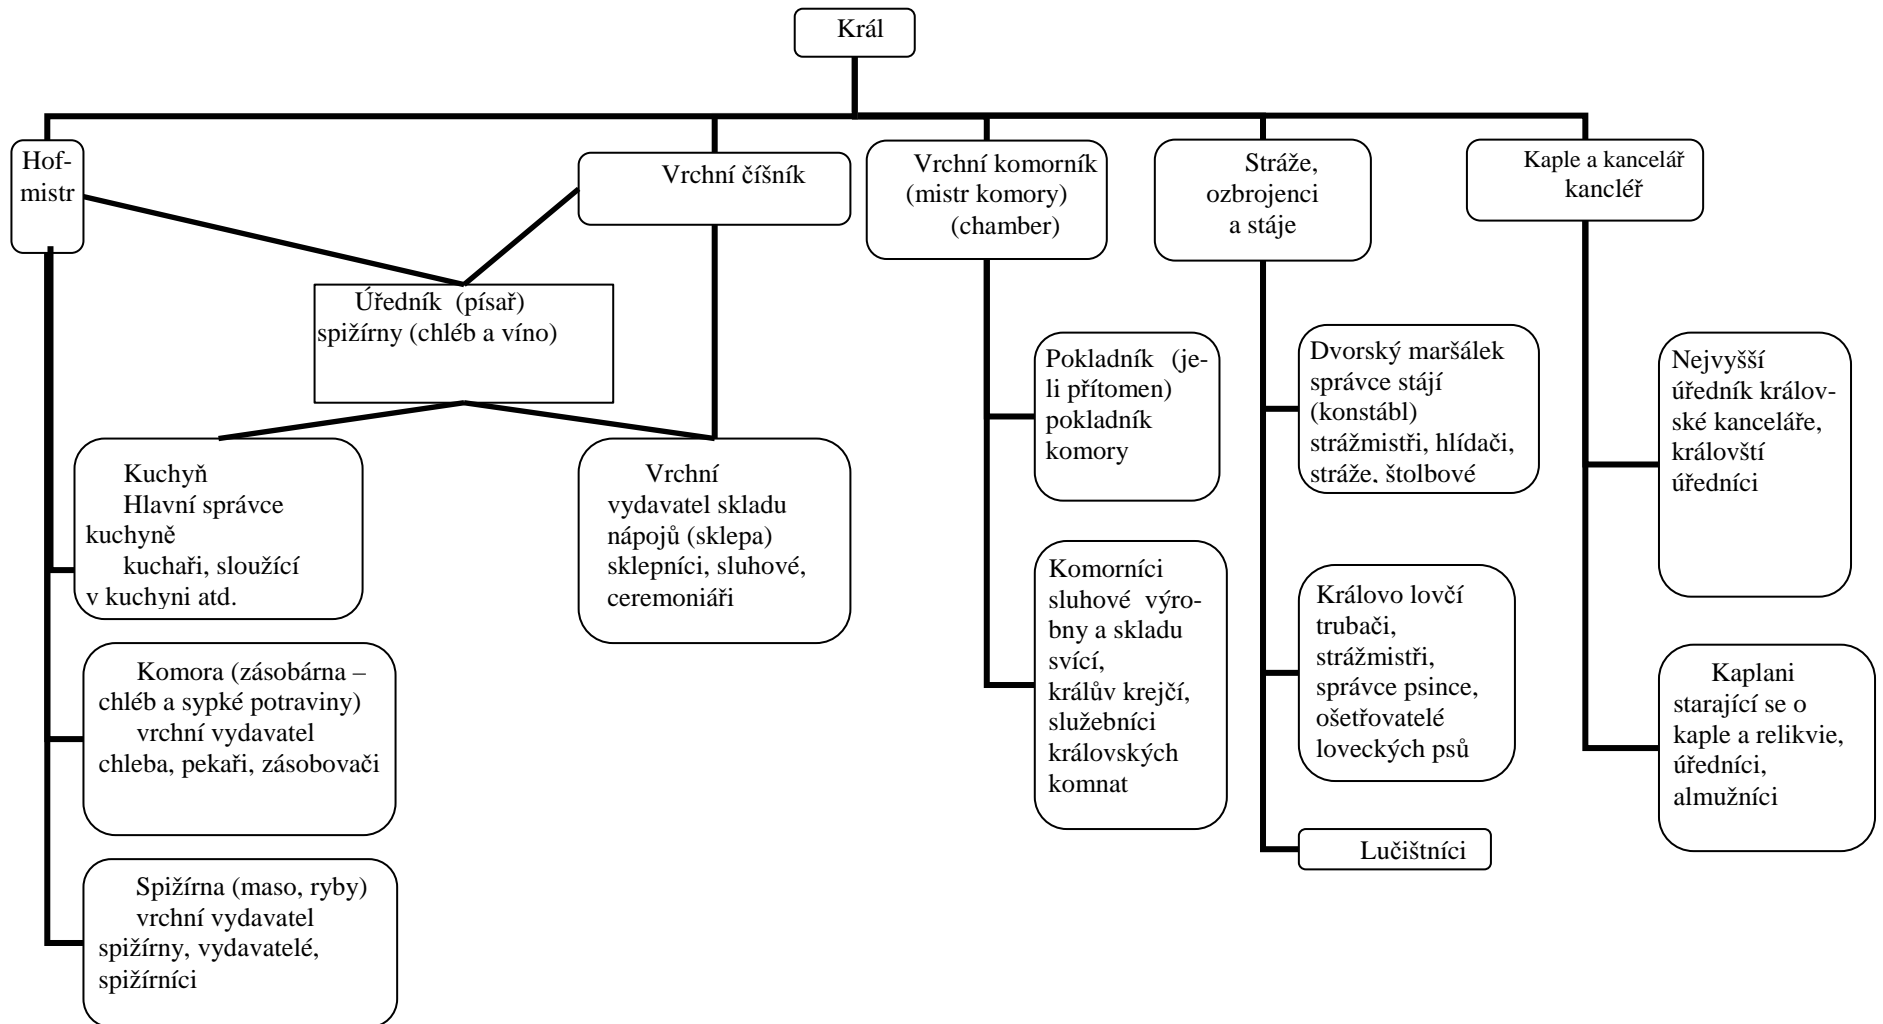 Král
Hof-
mistr
Vrchní číšník
Vrchní komorník
(mistr komory)
(chamber)
Stráže,
ozbrojenci
a stáje
Kaple a kancelář
kancléř
Úředník (písař)
spižírny (chléb a víno)
Kuchyň
Hlavní správce
kuchyně
kuchaři, sloužící
v kuchyni atd.
Vrchní
vydavatel skladu
nápojů (sklepa)
sklepníci, sluhové,
ceremoniáři
Pokladník (je-
li přítomen)
pokladník
komory
Dvorský maršálek
správce stájí
(konstábl)
strážmistři, hlídači,
stráže, štolbové
Nejvyšší
úředník králov-
ské kanceláře,
královští
úředníci
Komora (zásobárna –
chléb a sypké potraviny)
vrchní vydavatel
chleba, pekaři, zásobovači
Komorníci
sluhové výro-
bny a skladu
svící,
králův krejčí,
služebníci
královských
komnat
Královo lovčí
trubači,
strážmistři,
správce psince,
ošetřovatelé
loveckých psů
Kaplani
starající se o
kaple a relikvie,
úředníci,
almužníci
Lučištníci
Spižírna (maso, ryby)
vrchní vydavatel
spižírny, vydavatelé,
spižírníci